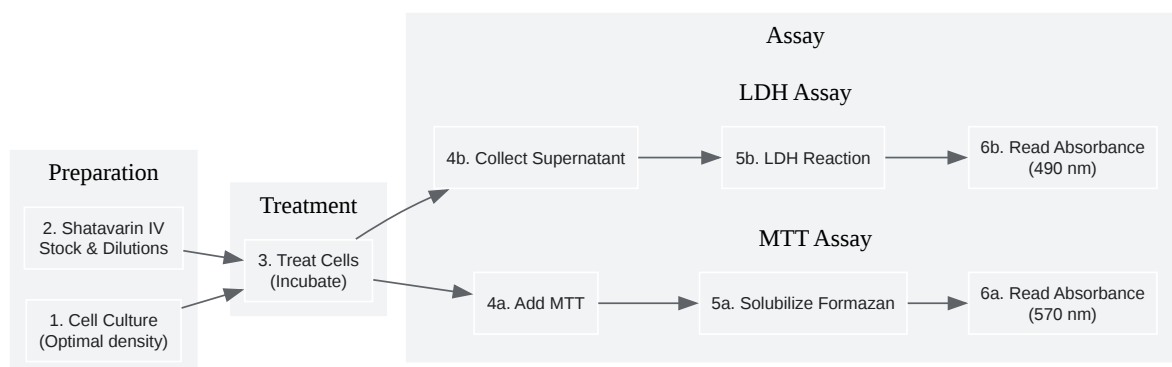 Preparation
2. Shatavarin IV
Stock & Dilutions
1. Cell Culture
(Optimal density)
Treatment
3. Treat Cells
(Incubate)
Assay
LDH Assay
4b. Collect Supernatant
5b. LDH Reaction
6b. Read Absorbance
(490 nm)
MTT Assay
4a. Add MTT
5a. Solubilize Formazan
6a. Read Absorbance
(570 nm)